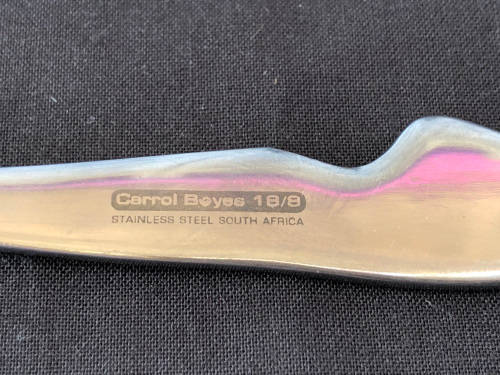 Carrol Boyes 18/8
STAINLESS STEEL SOUTH AFRICA